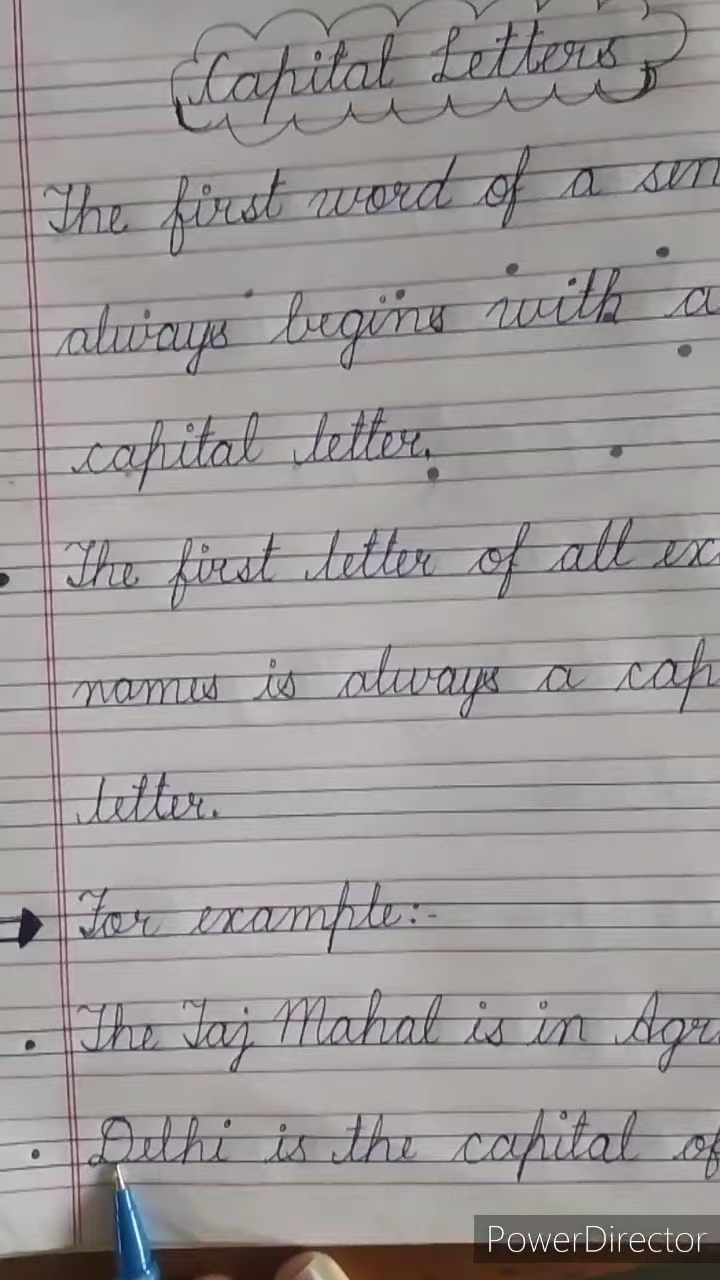 Capital Letters
The first word of a sen
always begins with a
capital letter.
The first letter of all ex
names is always a cap
letter.
For example:-
The Taj Mahal is in Agr
Delhi is the capital of
PowerDirector